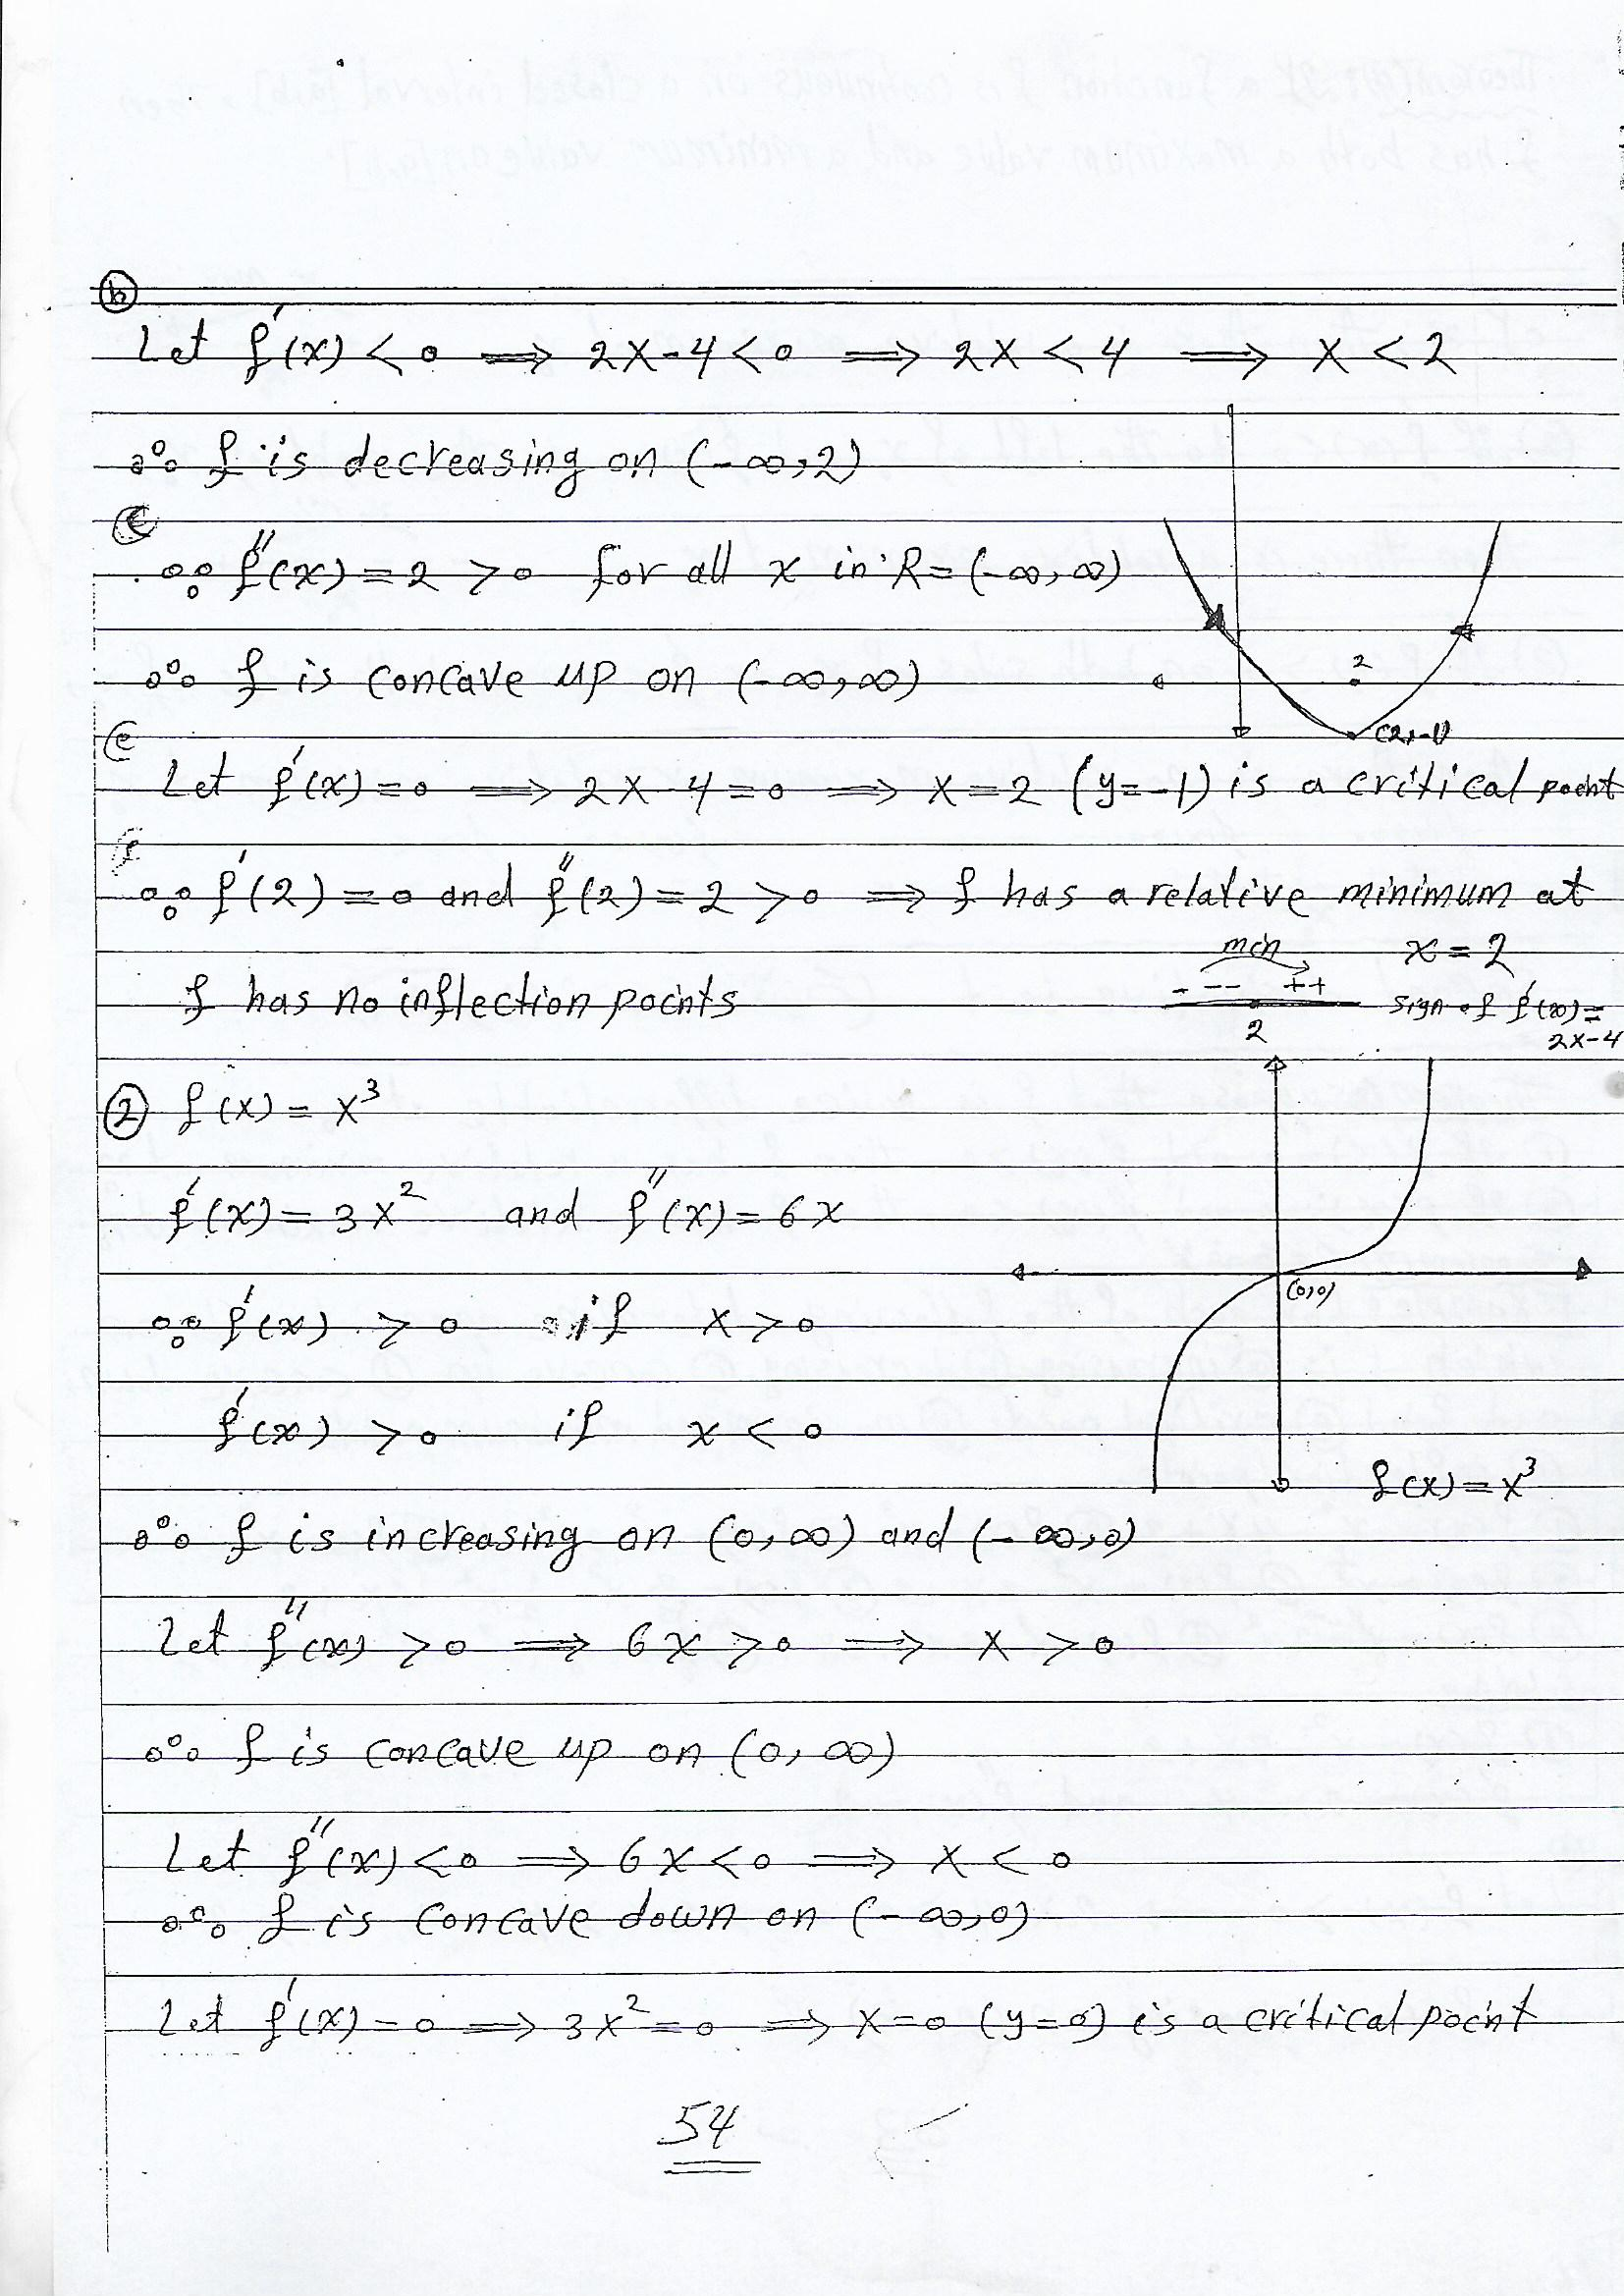 (b)
Let f'(x) < 0 ⟹ 2x-4 < 0 ⟹ 2x < 4 ⟹ x < 2
∴ f is decreasing on (-∞,2)
∵ f''(x) = 2 > 0 for all x in R = (-∞,∞)
∴ f is concave up on (-∞,∞)
2
(2,-1)
(e
Let f'(x) = 0 ⟹ 2x-4 = 0 ⟹ x = 2 (y=-1) is a critical point
(f
∵ f'(2) = 0 and f''(2) = 2 > 0 ⟹ f has a relative minimum at
x = 2
min
- -- ++
2
sign of f'(x) =
2x-4
f has no inflection points
(2) f(x) = x³
f'(x) = 3x² and f''(x) = 6x
(0,0)
∵ f'(x) > 0 if x > 0
f'(x) > 0 if x < 0
f(x) = x³
∴ f is increasing on (0,∞) and (-∞,0)
Let f''(x) > 0 ⟹ 6x > 0 ⟹ x > 0
∴ f is concave up on (0,∞)
Let f''(x) < 0 ⟹ 6x < 0 ⟹ x < 0
∴ f is concave down on (-∞,0)
Let f'(x) = 0 ⟹ 3x² = 0 ⟹ x = 0 (y=0) is a critical point
54